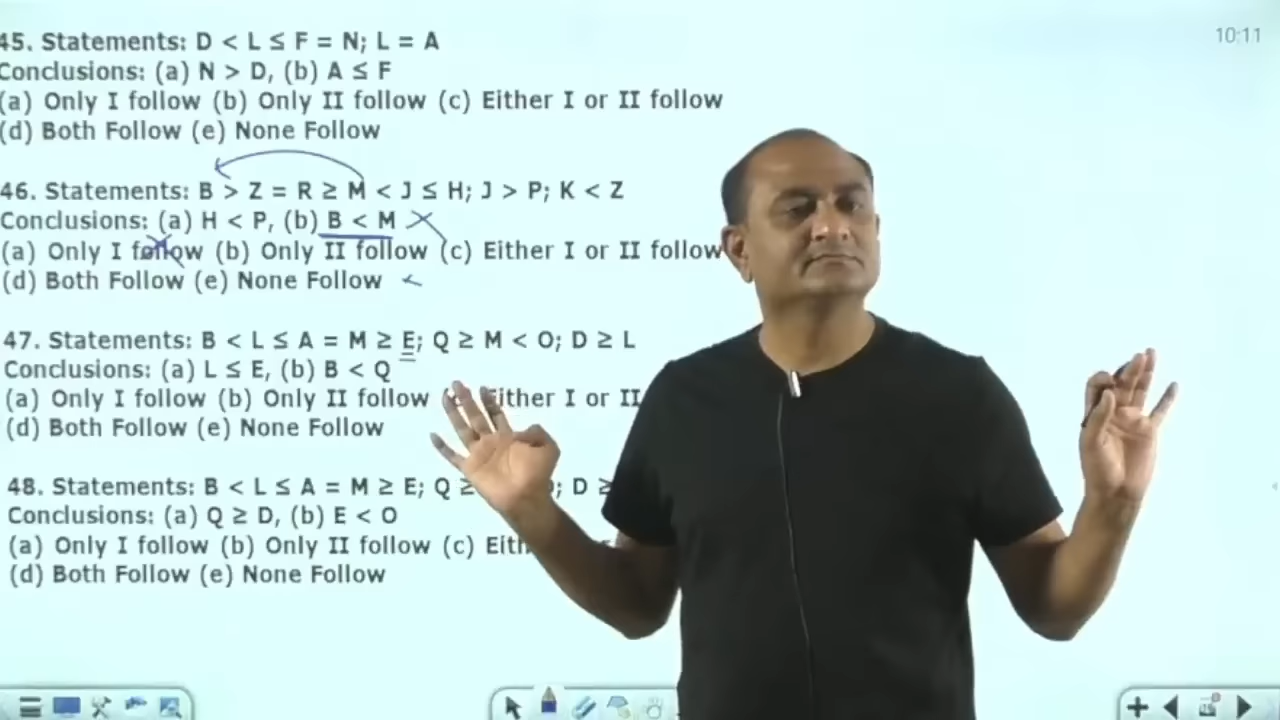 45. Statements: D < L ≤ F = N; L = A
Conclusions: (a) N > D, (b) A ≤ F
(a) Only I follow (b) Only II follow (c) Either I or II follow
(d) Both Follow (e) None Follow
46. Statements: B > Z = R ≥ M < J ≤ H; J > P; K < Z
Conclusions: (a) H < P, (b) B < M
(a) Only I follow (b) Only II follow (c) Either I or II follow
(d) Both Follow (e) None Follow
47. Statements: B < L ≤ A = M ≥ E; Q ≥ M < O; D ≥ L
Conclusions: (a) L ≤ E, (b) B < Q
(a) Only I follow (b) Only II follow Either I or II
(d) Both Follow (e) None Follow
48. Statements: B < L ≤ A = M ≥ E; Q ≥ ; D ≥
Conclusions: (a) Q ≥ D, (b) E < O
(a) Only I follow (b) Only II follow (c)
(d) Both Follow (e) None Follow
10:11